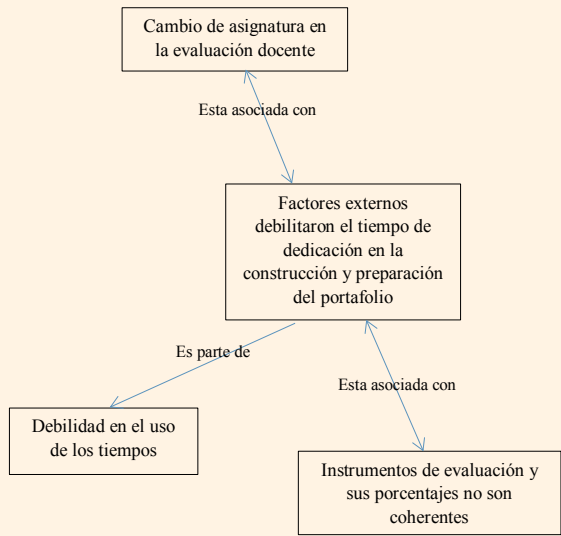 Cambio de asignatura en
la evaluación docente
Esta asociada con
Factores externos
debilitaron el tiempo de
dedicación en la
construcción y preparación
del portafolio
Es parte de
Esta asociada con
Debilidad en el uso
de los tiempos
Instrumentos de evaluación y
sus porcentajes no son
coherentes